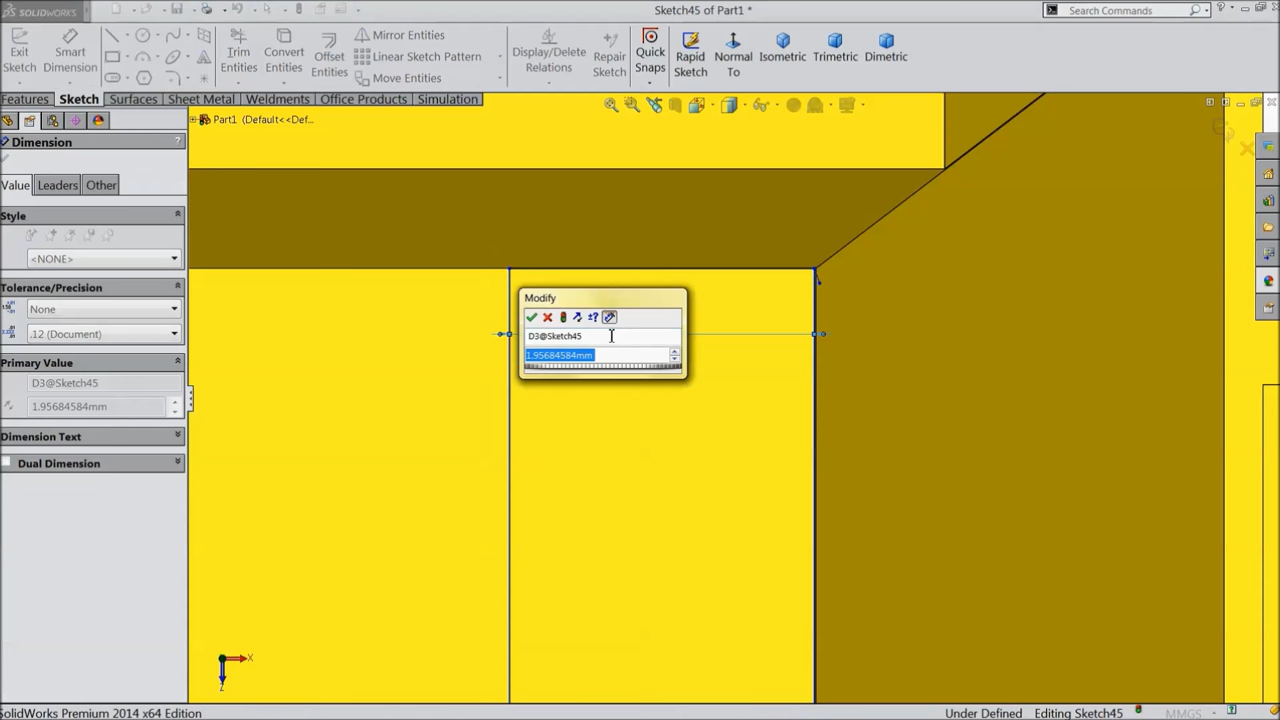 SOLIDWORKS
Sketch45 of Part1 *
Search Commands
Exit Sketch
Smart Dimension
Trim Entities
Convert Entities
Offset Entities
Mirror Entities
Linear Sketch Pattern
Move Entities
Display/Delete Relations
Repair Sketch
Quick Snaps
Rapid Sketch
Normal To
Isometric
Trimetric
Dimetric
Features
Sketch
Surfaces
Sheet Metal
Weldments
Office Products
Simulation
Part1 (Default<<Def...
Dimension
?
Value
Leaders
Other
Style
<NONE>
Tolerance/Precision
None
.12 (Document)
Primary Value
D3@Sketch45
1.95684584mm
Dimension Text
Dual Dimension
Modify
±?
D3@Sketch45
1.95684584mm
X
Z
SolidWorks Premium 2014 x64 Edition
Under Defined
Editing Sketch45
MMGS
?